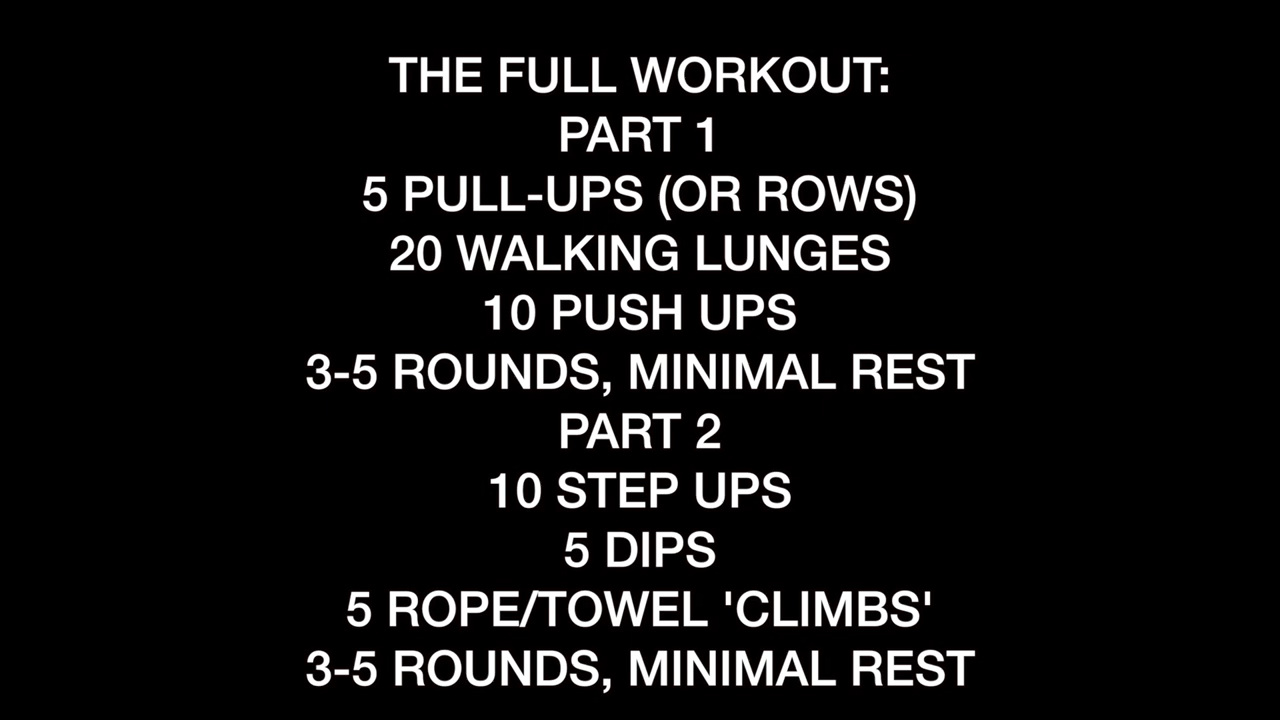 THE FULL WORKOUT:
PART 1
5 PULL-UPS (OR ROWS)
20 WALKING LUNGES
10 PUSH UPS
3-5 ROUNDS, MINIMAL REST
PART 2
10 STEP UPS
5 DIPS
5 ROPE/TOWEL 'CLIMBS'
3-5 ROUNDS, MINIMAL REST